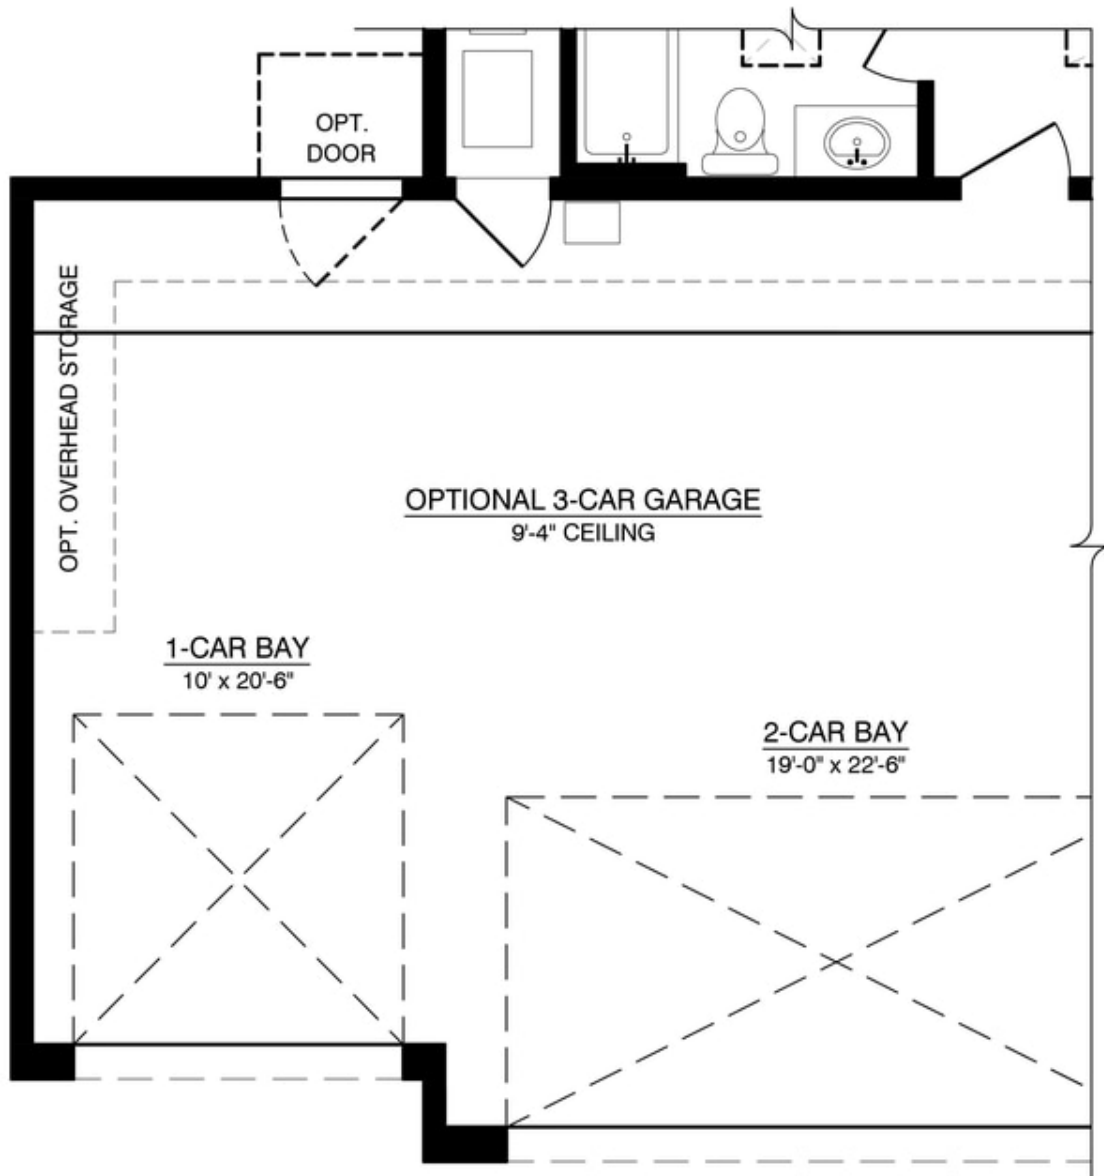 OPT.
DOOR
OPT. OVERHEAD STORAGE
OPTIONAL 3-CAR GARAGE
9'-4" CEILING
1-CAR BAY
10' x 20'-6"
2-CAR BAY
19'-0" x 22'-6"